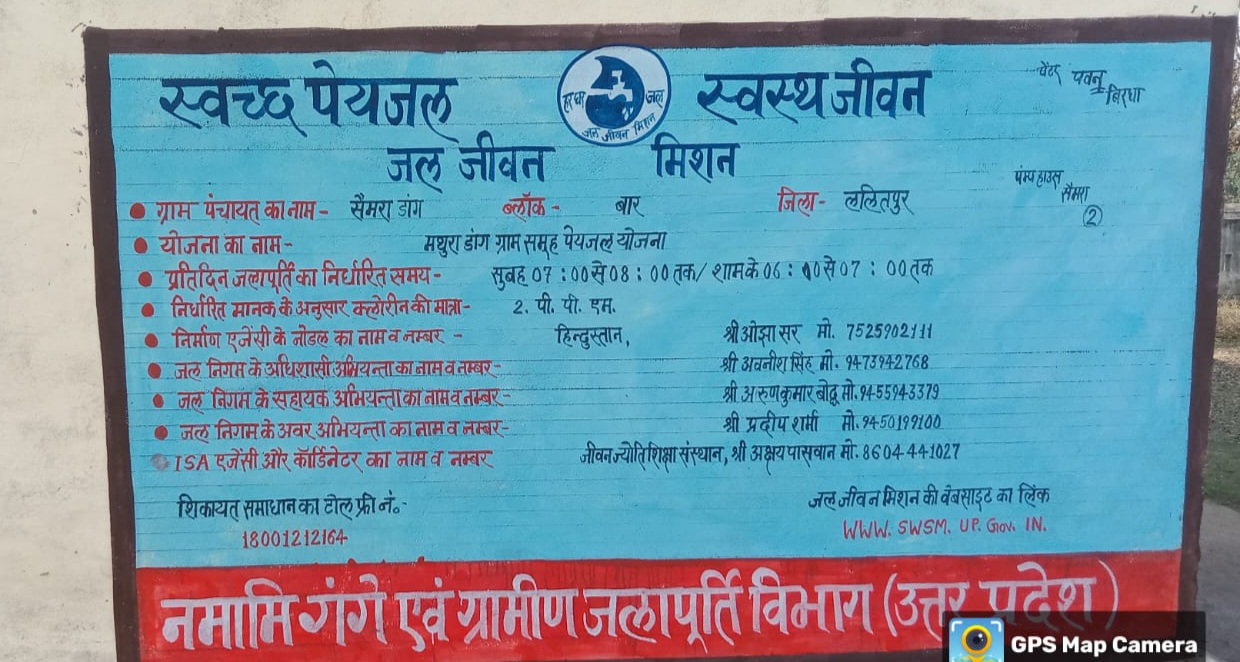 स्वच्छ पेयजल स्वस्थ जीवन
हर घर जल
जल जीवन मिशन
पेंटर पवन
बिरधा
जल जीवन मिशन
पंम्प हाउस
सैमरा
2
ग्राम पंचायत का नाम - सैमरा डांग ब्लॉक - बार जिला - ललितपुर
योजना का नाम - मथुरा डांग ग्राम समूह पेयजल योजना
प्रतिदिन जलापूर्ति का निर्धारित समय - सुबह 07 : 00 से 08 : 00 तक / शाम के 06 : 00 से 07 : 00 तक
निर्धारित मानक के अनुसार क्लोरीन की मात्रा - 2. पी. पी. एम.
निर्माण एजेंसी के नोडल का नाम व नम्बर - हिन्दुस्तान, श्री ओझा सर मो. 7525902111
जल निगम के अधिशासी अभियन्ता का नाम व नम्बर - श्री अवनीश सिंह मो. 9473942768
जल निगम के सहायक अभियन्ता का नाम व नम्बर - श्री अरुण कुमार बोद्व मो. 9455943379
जल निगम के अवर अभियन्ता का नाम व नम्बर - श्री प्रदीप शर्मा मो. 9450199100
ISA एजेंसी और कॉर्डिनेटर का नाम व नम्बर जीवन ज्योति शिक्षा संस्थान, श्री अक्षय पासवान मो. 8604441027
शिकायत समाधान का टोल फ्री नं०- जल जीवन मिशन की वेबसाइट का लिंक
18001212164 WWW. SWSM. UP. Gov. IN.
नमामि गंगे एवं ग्रामीण जलापूर्ति विभाग (उत्तर प्रदेश)
GPS Map Camera